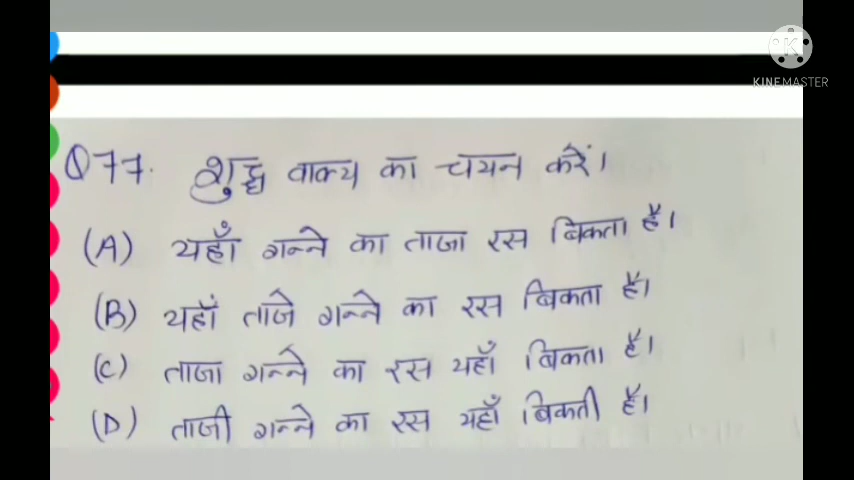 KINEMASTER
Q77. शुद्ध वाक्य का चयन करें।
(A) यहाँ गन्ने का ताजा रस बिकता है।
(B) यहाँ ताजे गन्ने का रस बिकता है।
(C) ताजा गन्ने का रस यहाँ बिकता है।
(D) ताजी गन्ने का रस यहाँ बिकती है।